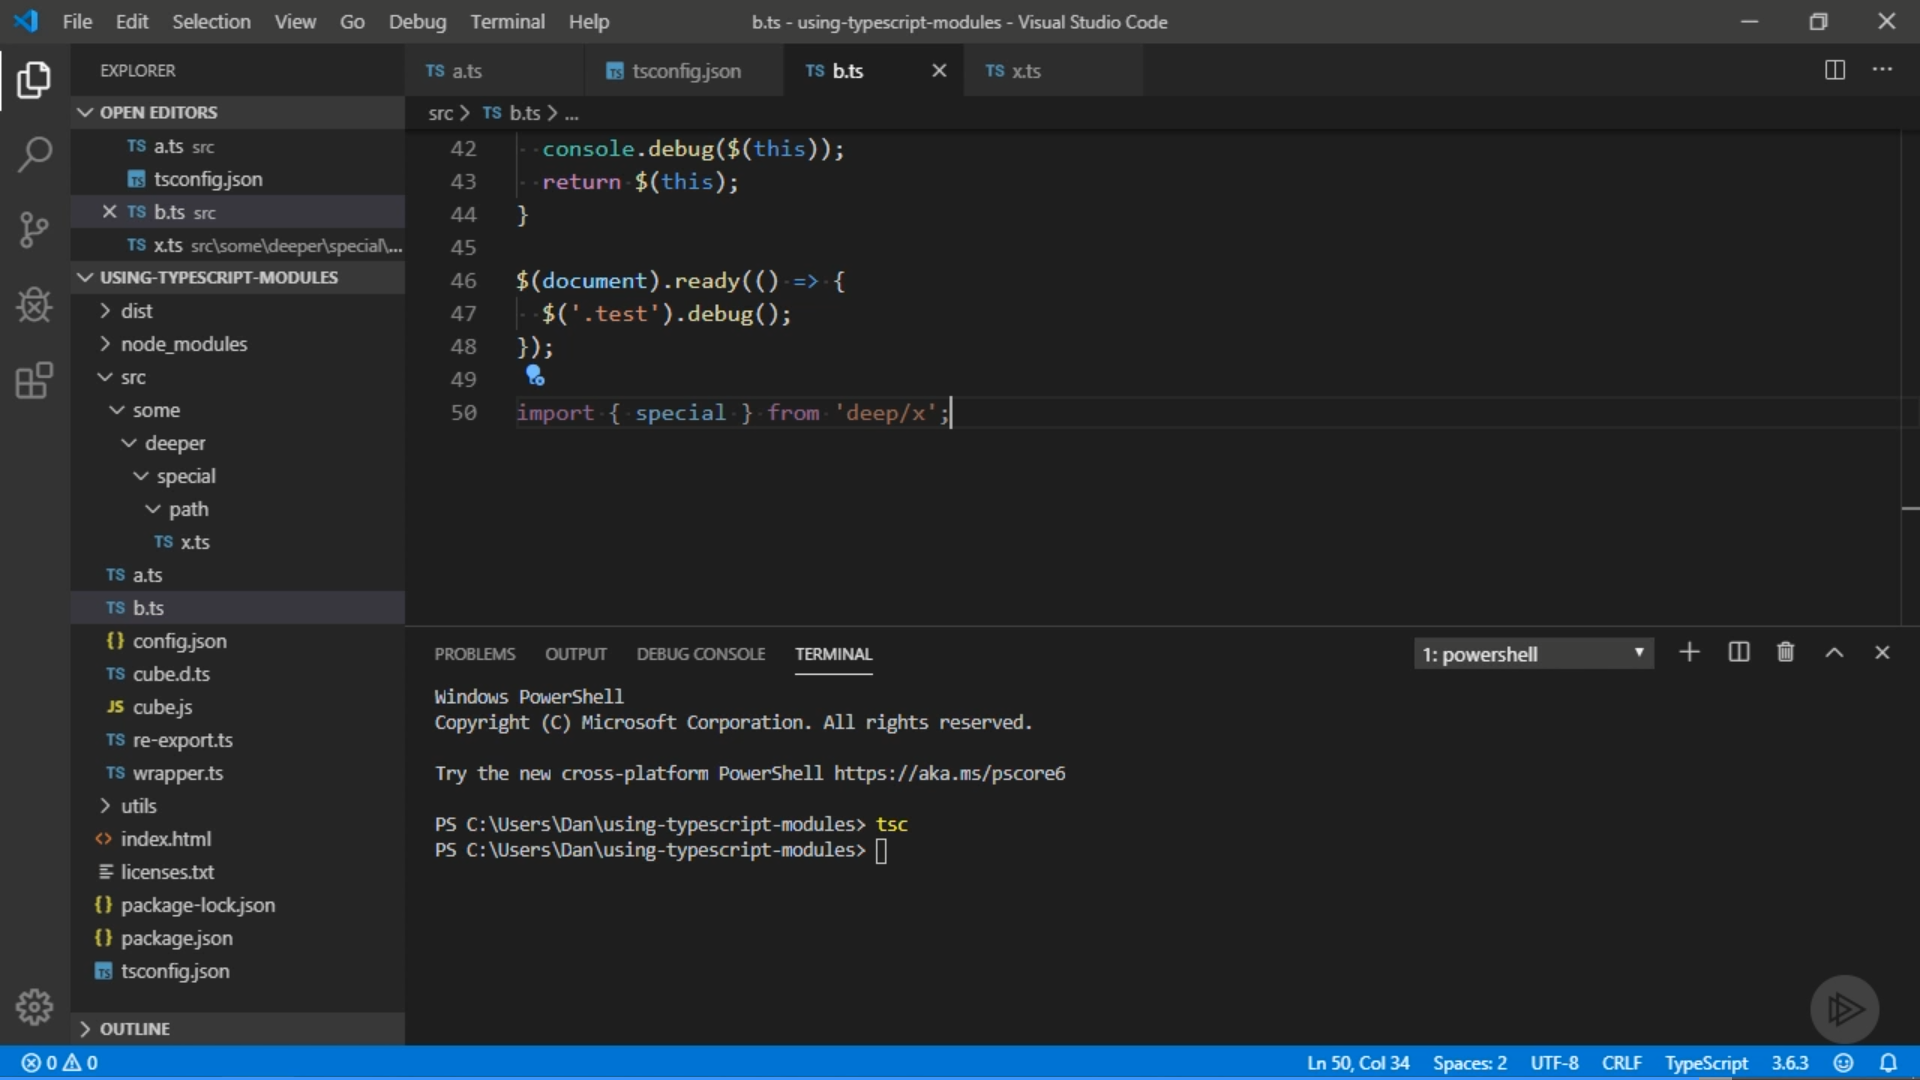 File Edit Selection View Go Debug Terminal Help
b.ts - using-typescript-modules - Visual Studio Code
EXPLORER
OPEN EDITORS
TS a.ts src
tsconfig.json
TS b.ts src
TS x.ts src\some\deeper\special\...
USING-TYPESCRIPT-MODULES
dist
node_modules
src
some
deeper
special
path
TS x.ts
TS a.ts
TS b.ts
{} config.json
TS cube.d.ts
JS cube.js
TS re-export.ts
TS wrapper.ts
utils
<> index.html
licenses.txt
{} package-lock.json
{} package.json
TS tsconfig.json
OUTLINE
TS a.ts
TS tsconfig.json
TS b.ts
TS x.ts
src > TS b.ts > ...
42 console.debug($(this));
43 return $(this);
44 }
45
46 $(document).ready(() => {
47 $('.test').debug();
48 });
49
50 import { special } from 'deep/x';
PROBLEMS OUTPUT DEBUG CONSOLE TERMINAL
1: powershell
Windows PowerShell
Copyright (C) Microsoft Corporation. All rights reserved.
Try the new cross-platform PowerShell https://aka.ms/pscore6
PS C:\Users\Dan\using-typescript-modules> tsc
PS C:\Users\Dan\using-typescript-modules>
0 0
Ln 50, Col 34 Spaces: 2 UTF-8 CRLF TypeScript 3.6.3